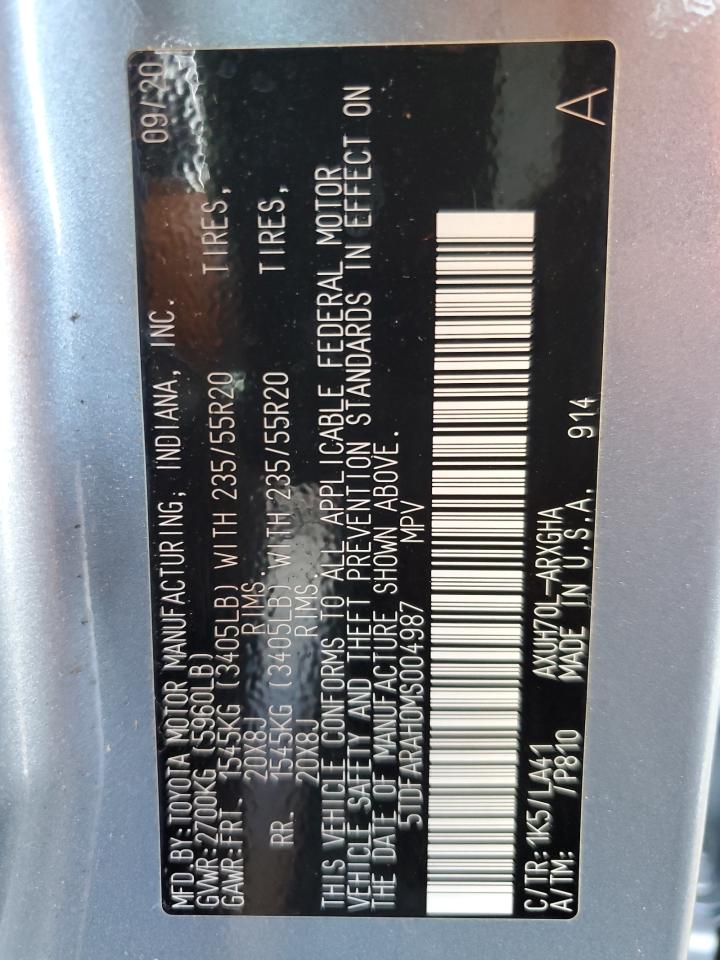 MFD.BY:TOYOTA MOTOR MANUFACTURING, INDIANA, INC. 09/20
GVWR:2700KG (5960LB)
GAWR:FRT. 1545KG (3405LB) WITH 235/55R20 TIRES,
20X8J RIMS.
RR. 1545KG (3405LB) WITH 235/55R20 TIRES,
20X8J RIMS.
THIS VEHICLE CONFORMS TO ALL APPLICABLE FEDERAL MOTOR
VEHICLE SAFETY AND THEFT PREVENTION STANDARDS IN EFFECT ON
THE DATE OF MANUFACTURE SHOWN ABOVE.
5TDFARAH0MS004987 MPV
C/TR:1K5/LA41 AXUH70L-ARXGHA
A/TM: /P810 MADE IN U.S.A. 914 A